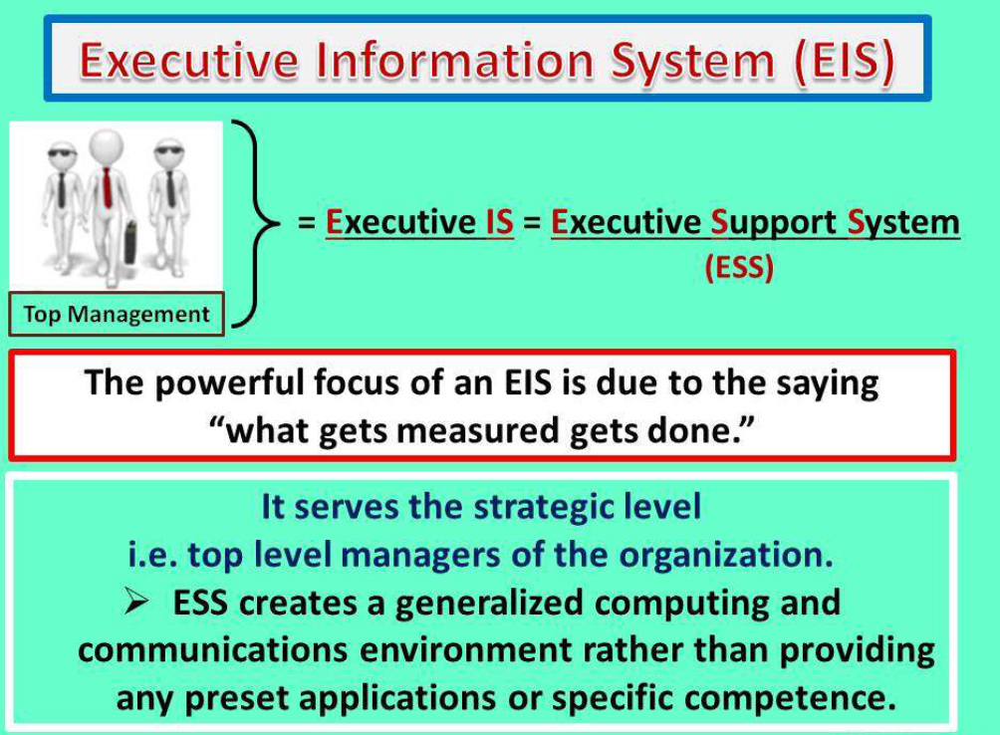 Executive Information System (EIS)
= Executive IS = Executive Support System
(ESS)
Top Management
The powerful focus of an EIS is due to the saying
“what gets measured gets done.”
It serves the strategic level
i.e. top level managers of the organization.
➢ ESS creates a generalized computing and
communications environment rather than providing
any preset applications or specific competence.